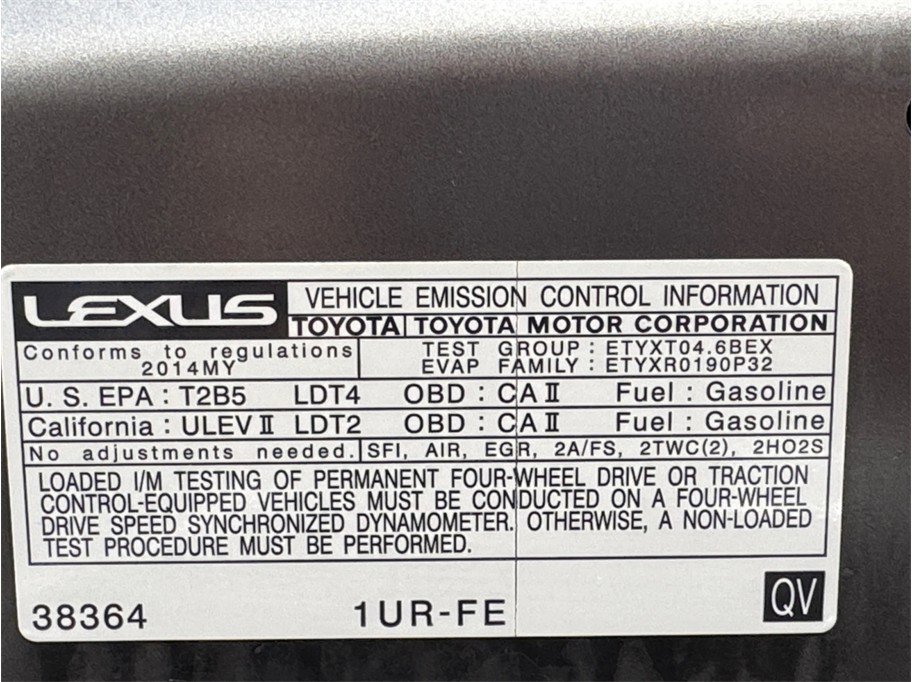 LEXUS
VEHICLE EMISSION CONTROL INFORMATION
TOYOTA TOYOTA MOTOR CORPORATION
Conforms to regulations
2014MY
TEST GROUP : ETYXT04.6BEX
EVAP FAMILY : ETYXR0190P32
U. S. EPA : T2B5 LDT4 OBD : CA Ⅱ Fuel : Gasoline
California : ULEV Ⅱ LDT2 OBD : CA Ⅱ Fuel : Gasoline
No adjustments needed. SFI, AIR, EGR, 2A/FS, 2TWC(2), 2HO2S
LOADED I/M TESTING OF PERMANENT FOUR-WHEEL DRIVE OR TRACTION
CONTROL-EQUIPPED VEHICLES MUST BE CONDUCTED ON A FOUR-WHEEL
DRIVE SPEED SYNCHRONIZED DYNAMOMETER. OTHERWISE, A NON-LOADED
TEST PROCEDURE MUST BE PERFORMED.
38364 1UR-FE QV